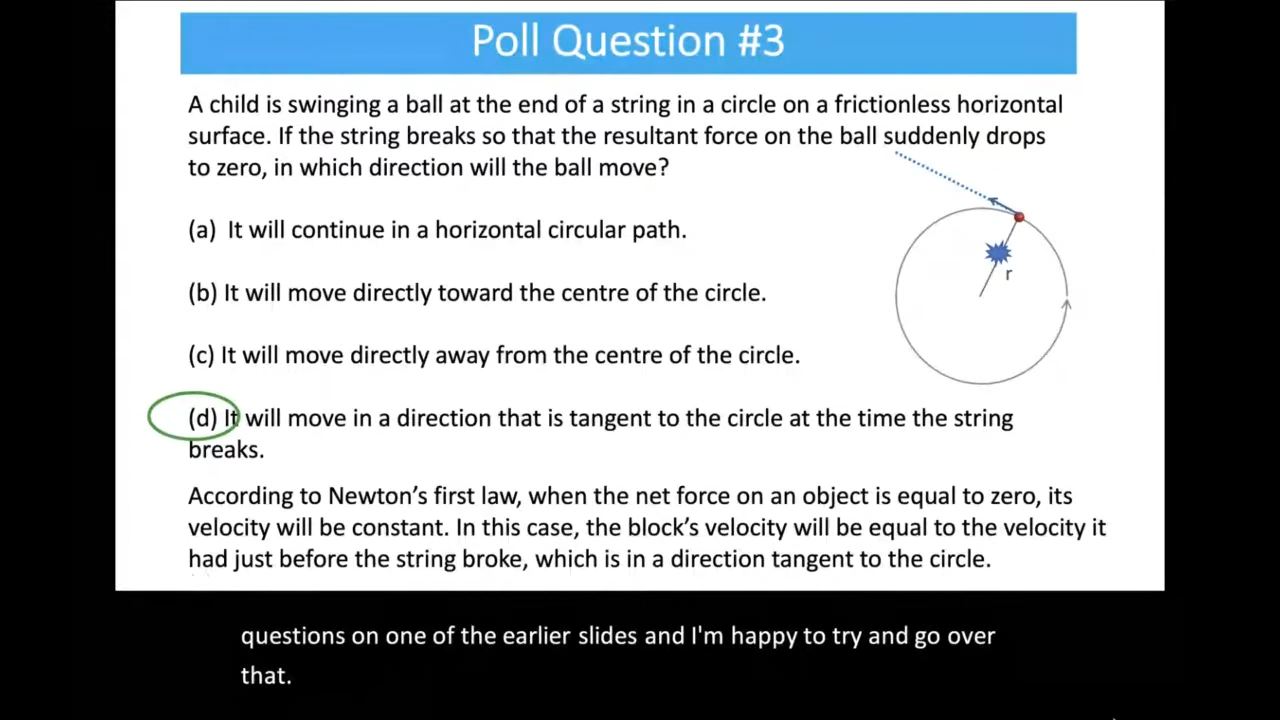 Poll Question #3
A child is swinging a ball at the end of a string in a circle on a frictionless horizontal
surface. If the string breaks so that the resultant force on the ball suddenly drops
to zero, in which direction will the ball move?
(a) It will continue in a horizontal circular path.
(b) It will move directly toward the centre of the circle.
r
(c) It will move directly away from the centre of the circle.
(d) It will move in a direction that is tangent to the circle at the time the string
breaks.
According to Newton's first law, when the net force on an object is equal to zero, its
velocity will be constant. In this case, the block's velocity will be equal to the velocity it
had just before the string broke, which is in a direction tangent to the circle.
questions on one of the earlier slides and I'm happy to try and go over
that.